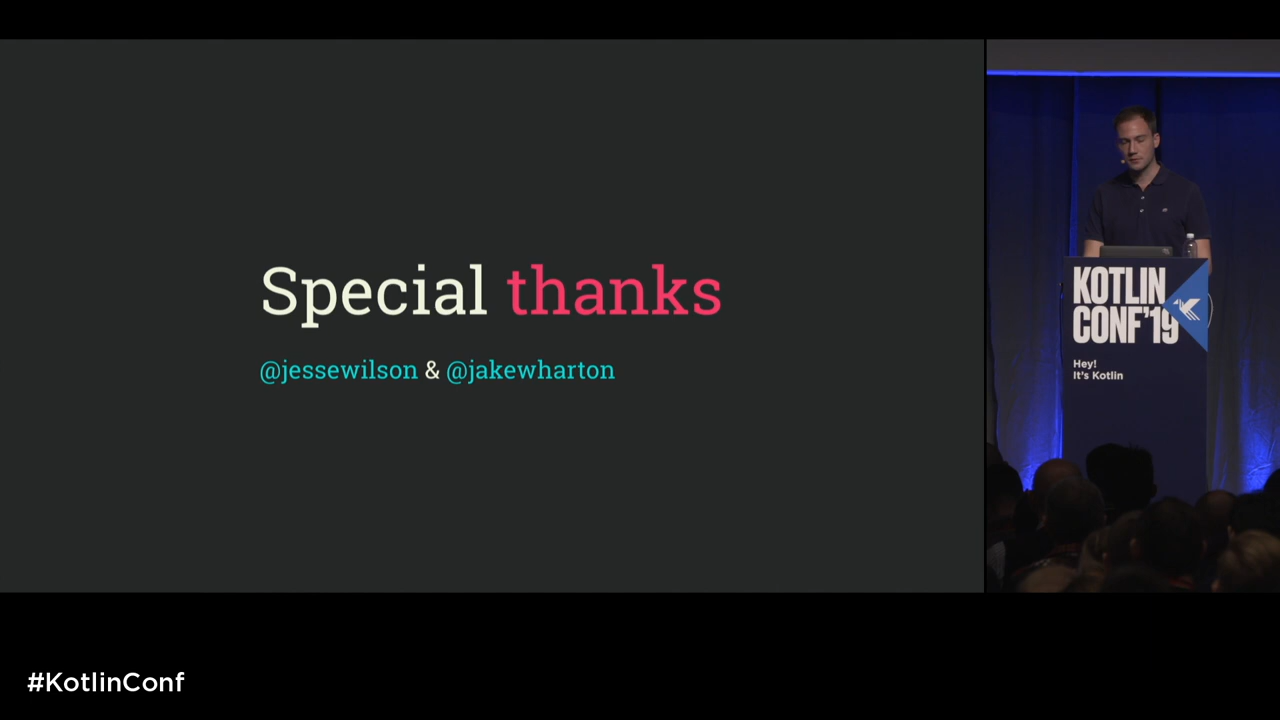 Special thanks
@jessewilson & @jakewharton
KOTLIN
CONF'19
Hey!
It's Kotlin
#KotlinConf